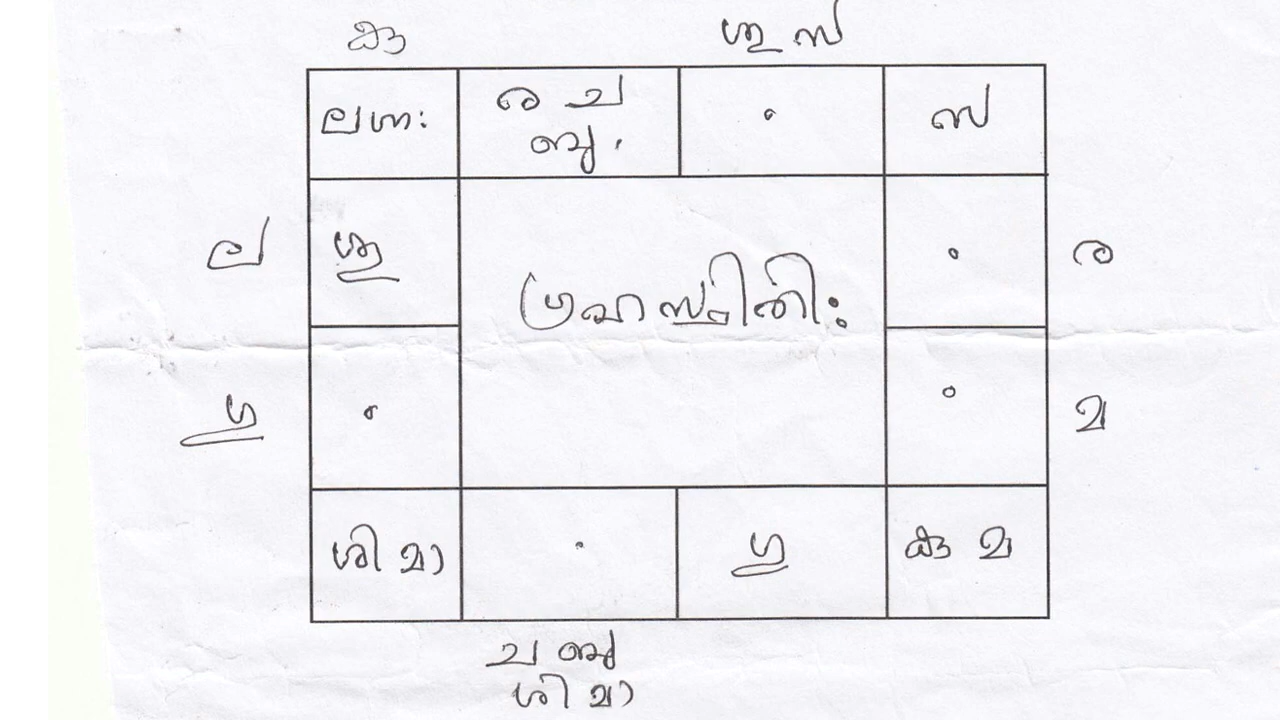 കു ശു സ
ലഗ്നഃ ര ച സ
ബു
ല ശു ര
ഗ്രഹസ്ഥിതിഃ
ഗു മ
ശി മാ ഗു കു മ
ച ബു
ശി മാ